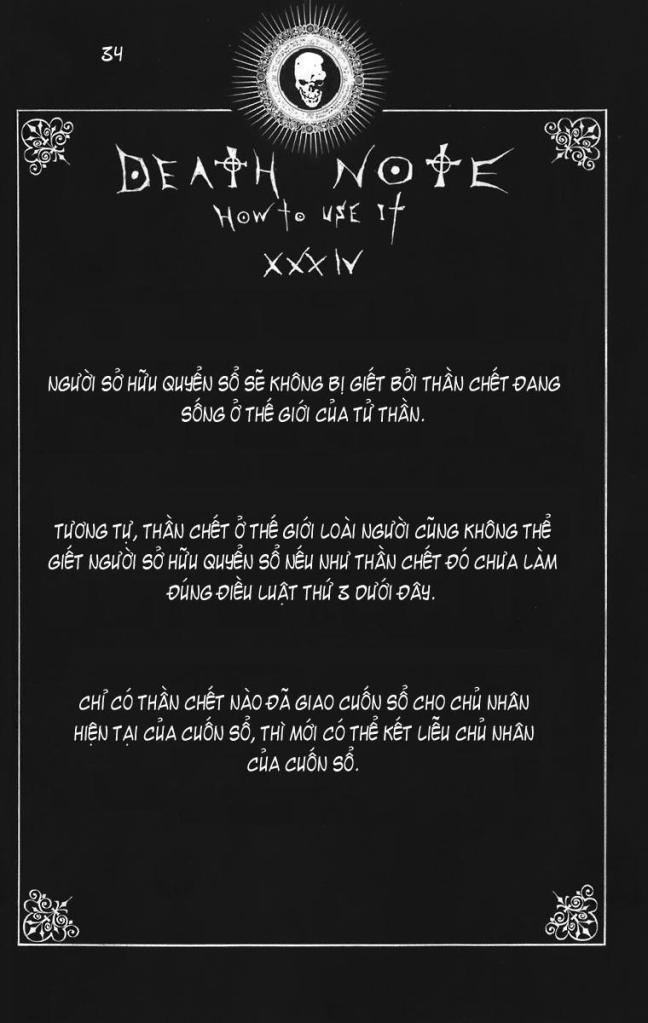 34
DEATH NOTE
HOW TO USE IT
XXXIV
NGƯỜI SỞ HỮU QUYỂN SỔ SẼ KHÔNG BỊ GIẾT BỞI THẦN CHẾT ĐANG
SỐNG Ở THẾ GIỚI CỦA TỬ THẦN.
TƯƠNG TỰ, THẦN CHẾT Ở THẾ GIỚI LOÀI NGƯỜI CŨNG KHÔNG THỂ
GIẾT NGƯỜI SỞ HỮU QUYỂN SỔ NẾU NHƯ THẦN CHẾT ĐÓ CHƯA LÀM
ĐÚNG ĐIỀU LUẬT THỨ 3 DƯỚI ĐÂY.
CHỈ CÓ THẦN CHẾT NÀO ĐÃ GIAO CUỐN SỔ CHO CHỦ NHÂN
HIỆN TẠI CỦA CUỐN SỔ, THÌ MỚI CÓ THỂ KẾT LIỄU CHỦ NHÂN
CỦA CUỐN SỔ.